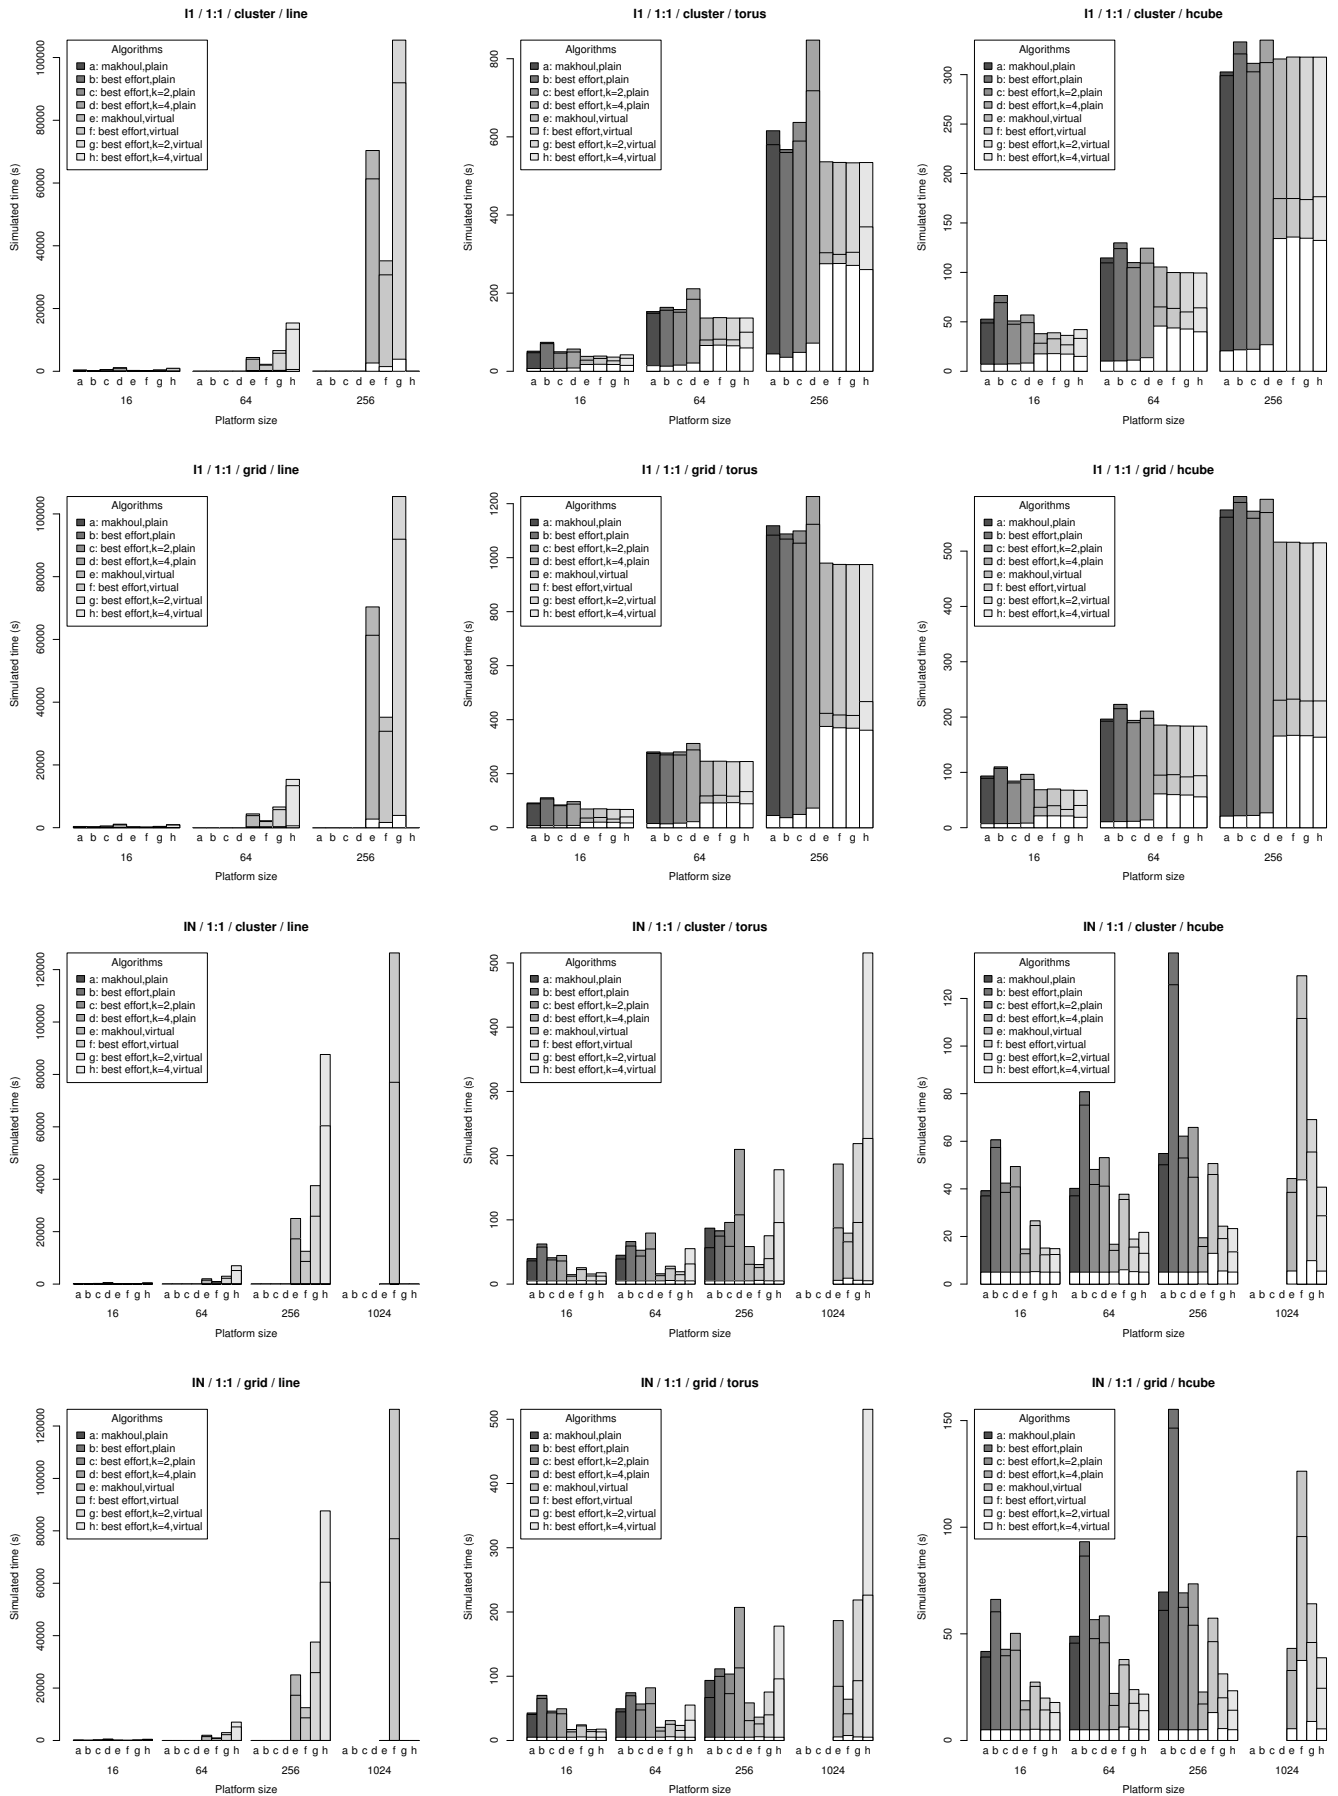 I1 / 1:1 / cluster / line
Simulated time (s)
0 20000 40000 60000 80000 100000
Algorithms
a: makhoul,plain
b: best effort,plain
c: best effort,k=2,plain
d: best effort,k=4,plain
e: makhoul,virtual
f: best effort,virtual
g: best effort,k=2,virtual
h: best effort,k=4,virtual
a b c d e f g h a b c d e f g h a b c d e f g h
16 64 256
Platform size
I1 / 1:1 / cluster / torus
Simulated time (s)
0 200 400 600 800
Algorithms
a: makhoul,plain
b: best effort,plain
c: best effort,k=2,plain
d: best effort,k=4,plain
e: makhoul,virtual
f: best effort,virtual
g: best effort,k=2,virtual
h: best effort,k=4,virtual
a b c d e f g h a b c d e f g h a b c d e f g h
16 64 256
Platform size
I1 / 1:1 / cluster / hcube
Simulated time (s)
0 50 100 150 200 250 300
Algorithms
a: makhoul,plain
b: best effort,plain
c: best effort,k=2,plain
d: best effort,k=4,plain
e: makhoul,virtual
f: best effort,virtual
g: best effort,k=2,virtual
h: best effort,k=4,virtual
a b c d e f g h a b c d e f g h a b c d e f g h
16 64 256
Platform size
I1 / 1:1 / grid / line
Simulated time (s)
0 20000 40000 60000 80000 100000
Algorithms
a: makhoul,plain
b: best effort,plain
c: best effort,k=2,plain
d: best effort,k=4,plain
e: makhoul,virtual
f: best effort,virtual
g: best effort,k=2,virtual
h: best effort,k=4,virtual
a b c d e f g h a b c d e f g h a b c d e f g h
16 64 256
Platform size
I1 / 1:1 / grid / torus
Simulated time (s)
0 200 400 600 800 1000 1200
Algorithms
a: makhoul,plain
b: best effort,plain
c: best effort,k=2,plain
d: best effort,k=4,plain
e: makhoul,virtual
f: best effort,virtual
g: best effort,k=2,virtual
h: best effort,k=4,virtual
a b c d e f g h a b c d e f g h a b c d e f g h
16 64 256
Platform size
I1 / 1:1 / grid / hcube
Simulated time (s)
0 100 200 300 400 500
Algorithms
a: makhoul,plain
b: best effort,plain
c: best effort,k=2,plain
d: best effort,k=4,plain
e: makhoul,virtual
f: best effort,virtual
g: best effort,k=2,virtual
h: best effort,k=4,virtual
a b c d e f g h a b c d e f g h a b c d e f g h
16 64 256
Platform size
IN / 1:1 / cluster / line
Simulated time (s)
0 20000 40000 60000 80000 100000 120000
Algorithms
a: makhoul,plain
b: best effort,plain
c: best effort,k=2,plain
d: best effort,k=4,plain
e: makhoul,virtual
f: best effort,virtual
g: best effort,k=2,virtual
h: best effort,k=4,virtual
a b c d e f g h a b c d e f g h a b c d e f g h a b c d e f g h
16 64 256 1024
Platform size
IN / 1:1 / cluster / torus
Simulated time (s)
0 100 200 300 400 500
Algorithms
a: makhoul,plain
b: best effort,plain
c: best effort,k=2,plain
d: best effort,k=4,plain
e: makhoul,virtual
f: best effort,virtual
g: best effort,k=2,virtual
h: best effort,k=4,virtual
a b c d e f g h a b c d e f g h a b c d e f g h a b c d e f g h
16 64 256 1024
Platform size
IN / 1:1 / cluster / hcube
Simulated time (s)
0 20 40 60 80 100 120
Algorithms
a: makhoul,plain
b: best effort,plain
c: best effort,k=2,plain
d: best effort,k=4,plain
e: makhoul,virtual
f: best effort,virtual
g: best effort,k=2,virtual
h: best effort,k=4,virtual
a b c d e f g h a b c d e f g h a b c d e f g h a b c d e f g h
16 64 256 1024
Platform size
IN / 1:1 / grid / line
Simulated time (s)
0 20000 40000 60000 80000 100000 120000
Algorithms
a: makhoul,plain
b: best effort,plain
c: best effort,k=2,plain
d: best effort,k=4,plain
e: makhoul,virtual
f: best effort,virtual
g: best effort,k=2,virtual
h: best effort,k=4,virtual
a b c d e f g h a b c d e f g h a b c d e f g h a b c d e f g h
16 64 256 1024
Platform size
IN / 1:1 / grid / torus
Simulated time (s)
0 100 200 300 400 500
Algorithms
a: makhoul,plain
b: best effort,plain
c: best effort,k=2,plain
d: best effort,k=4,plain
e: makhoul,virtual
f: best effort,virtual
g: best effort,k=2,virtual
h: best effort,k=4,virtual
a b c d e f g h a b c d e f g h a b c d e f g h a b c d e f g h
16 64 256 1024
Platform size
IN / 1:1 / grid / hcube
Simulated time (s)
0 50 100 150
Algorithms
a: makhoul,plain
b: best effort,plain
c: best effort,k=2,plain
d: best effort,k=4,plain
e: makhoul,virtual
f: best effort,virtual
g: best effort,k=2,virtual
h: best effort,k=4,virtual
a b c d e f g h a b c d e f g h a b c d e f g h a b c d e f g h
16 64 256 1024
Platform size